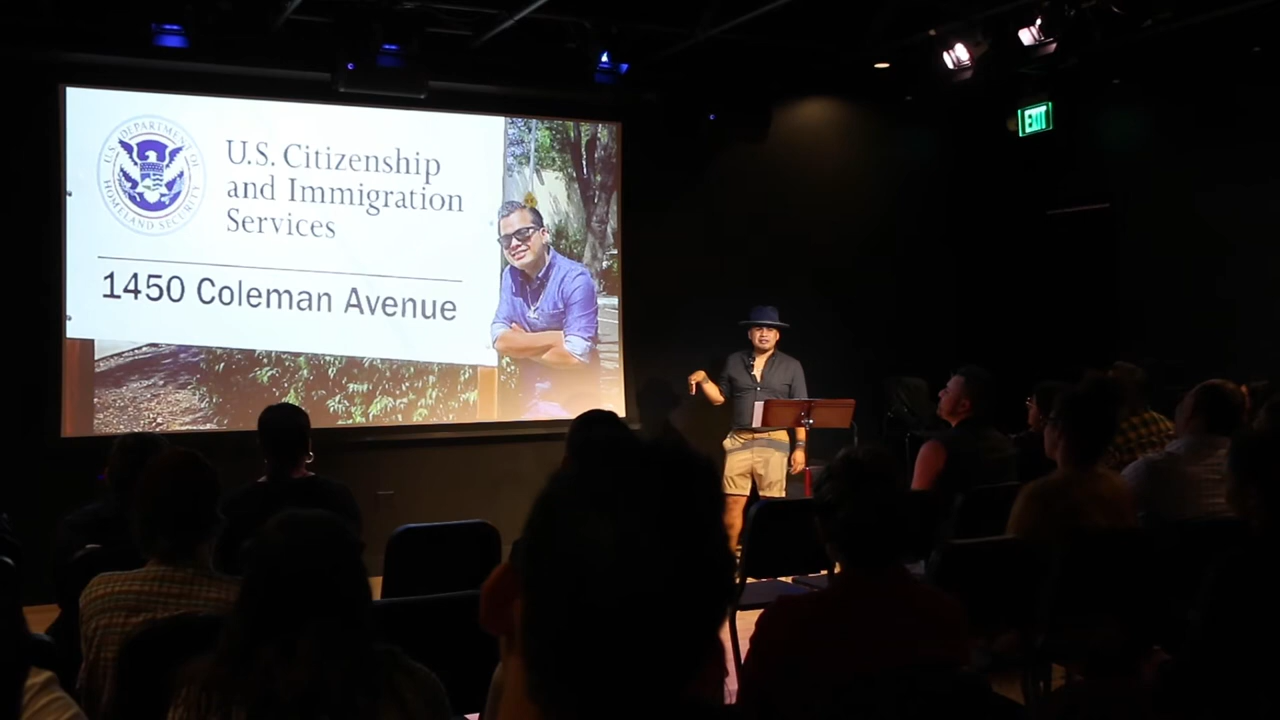 U.S. DEPARTMENT OF
HOMELAND SECURITY
U.S. Citizenship
and Immigration
Services
1450 Coleman Avenue
EXIT